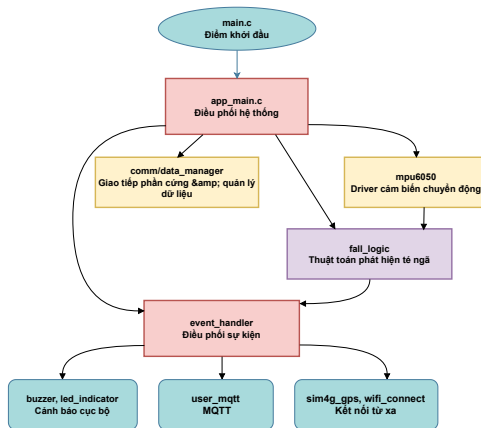 main.c
Điểm khởi đầu
app_main.c
Điều phối hệ thống
comm/data_manager
Giao tiếp phần cứng &amp; quản lý
dữ liệu
mpu6050
Driver cảm biến chuyển động
fall_logic
Thuật toán phát hiện té ngã
event_handler
Điều phối sự kiện
buzzer, led_indicator
Cảnh báo cục bộ
user_mqtt
MQTT
sim4g_gps, wifi_connect
Kết nối từ xa